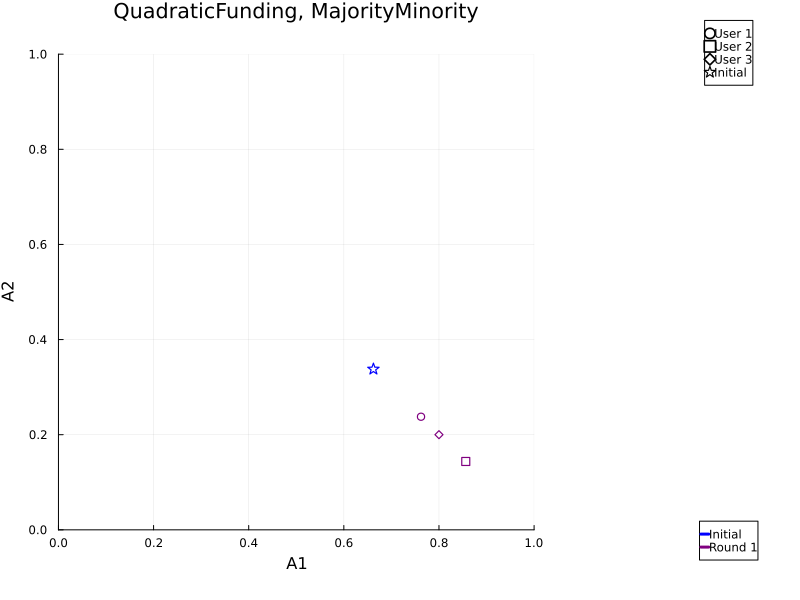 QuadraticFunding, MajorityMinority
User 1
User 2
User 3
Initial
1.0
0.8
0.6
0.4
0.2
0.0
A2
0.0 0.2 0.4 0.6 0.8 1.0
A1
Initial
Round 1